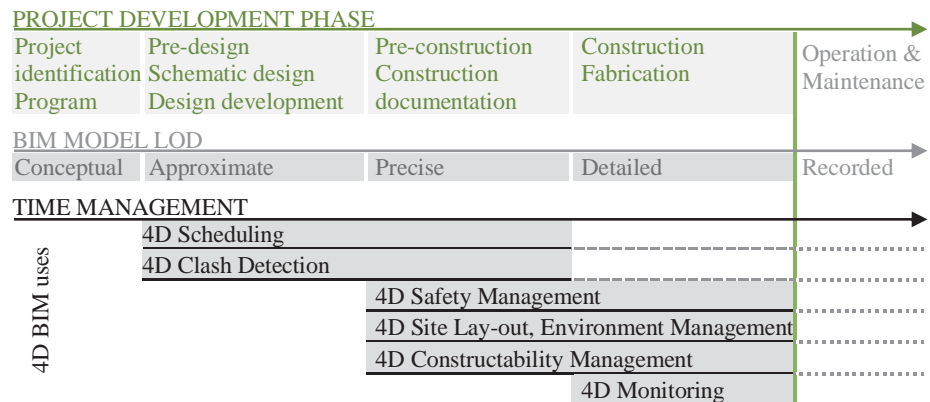 PROJECT DEVELOPMENT PHASE
Project identification Program
Pre-design Schematic design Design development
Pre-construction Construction documentation
Construction Fabrication
Operation & Maintenance
BIM MODEL LOD
Conceptual Approximate Precise Detailed Recorded
TIME MANAGEMENT
4D BIM uses
4D Scheduling
4D Clash Detection
4D Safety Management
4D Site Lay-out, Environment Management
4D Constructability Management
4D Monitoring